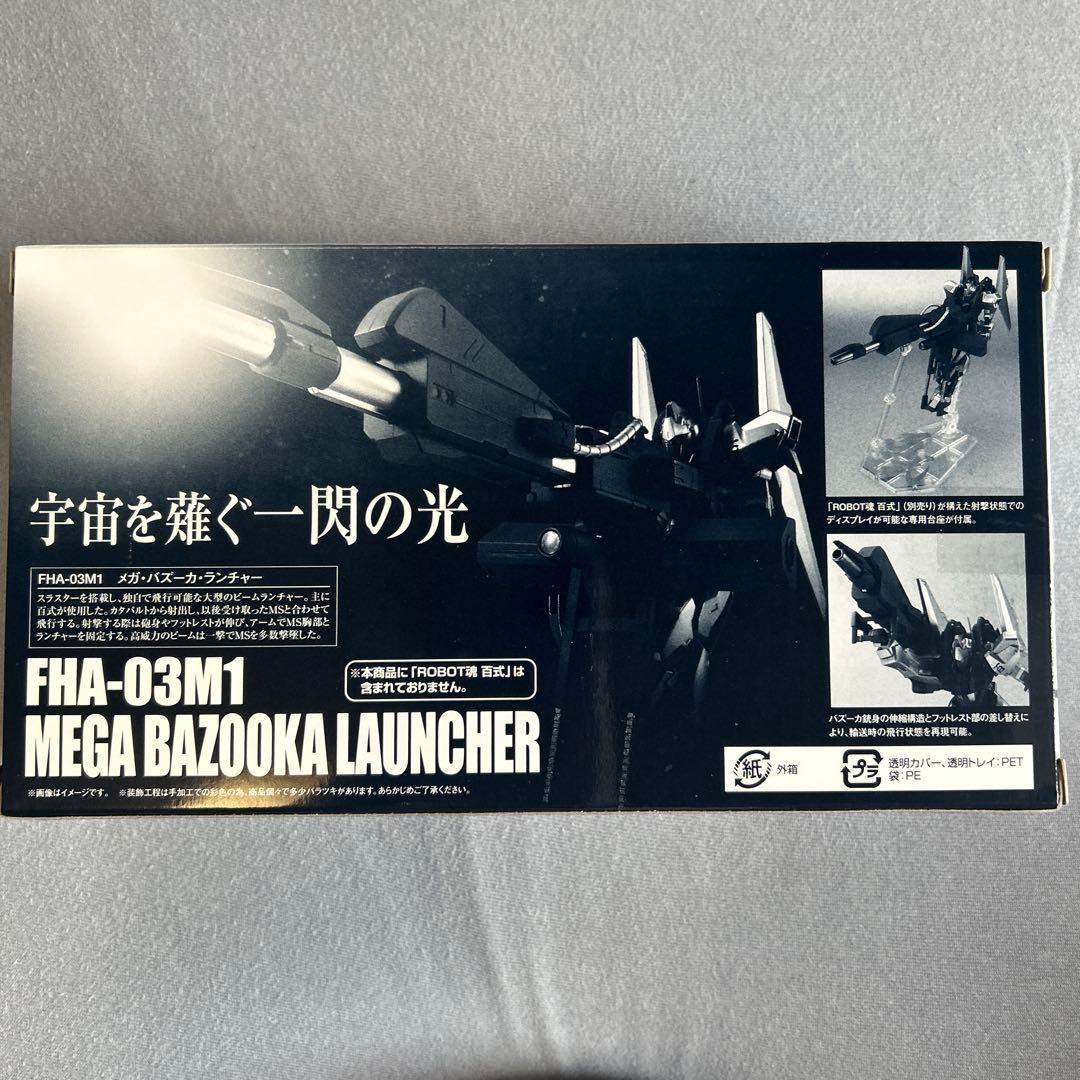 宇宙を薙ぐ一閃の光
FHA-03M1 メガ・バズーカ・ランチャー
スラスターを搭載し、独自で飛行可能な大型のビームランチャー。主に
百式が使用した。カタパルトから射出し、以後受け取ったMSと合わせて
飛行する。射撃する際は砲身やフットレストが伸び、アームでMS胸部と
ランチャーを固定する。高威力のビームは一撃でMSを多数撃墜した。
FHA-03M1
※本商品に「ROBOT魂 百式」は
含まれておりません。
MEGA BAZOOKA LAUNCHER
※画像はイメージです。 ※装飾工程は手加工での彩色の為、商品個々で多少バラツキがあります。あらかじめご了承ください。
「ROBOT魂 百式」(別売り)が構えた射撃状態での
ディスプレイが可能な専用台座が付属。
バズーカ銃身の伸縮構造とフットレスト部の差し替えに
より、輸送時の飛行状態を再現可能。
紙 外箱
プラ 透明カバー、透明トレイ:PET
袋:PE